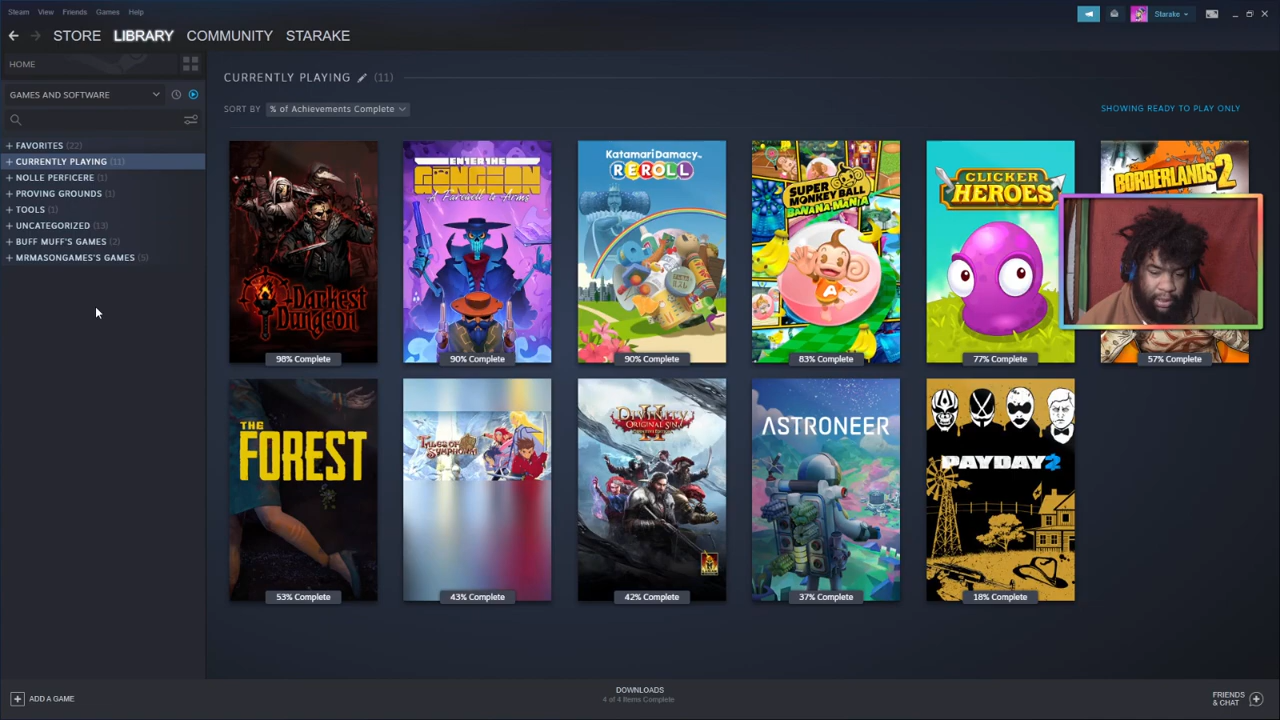 Steam View Friends Games Help
Starake
STORE LIBRARY COMMUNITY STARAKE
HOME
GAMES AND SOFTWARE
FAVORITES (22)
CURRENTLY PLAYING (11)
NOLLE PERFICERE (1)
PROVING GROUNDS (1)
TOOLS (1)
UNCATEGORIZED (13)
BUFF MUFF'S GAMES (2)
MRMASONGAMES'S GAMES (5)
CURRENTLY PLAYING (11)
SORT BY % of Achievements Complete
SHOWING READY TO PLAY ONLY
Darkest Dungeon
98% Complete
ENTER THE GUNGEON
A Farewell to Arms
90% Complete
Katamari Damacy
REROLL
90% Complete
SUPER MONKEY BALL
BANANA MANIA
83% Complete
CLICKER HEROES
77% Complete
BORDERLANDS 2
57% Complete
THE FOREST
53% Complete
TALES OF SYMPHONIA
43% Complete
DIVINITY II
ORIGINAL SIN
42% Complete
ASTRONEER
37% Complete
PAYDAY 2
18% Complete
ADD A GAME
DOWNLOADS
4 of 4 Items Complete
FRIENDS
& CHAT